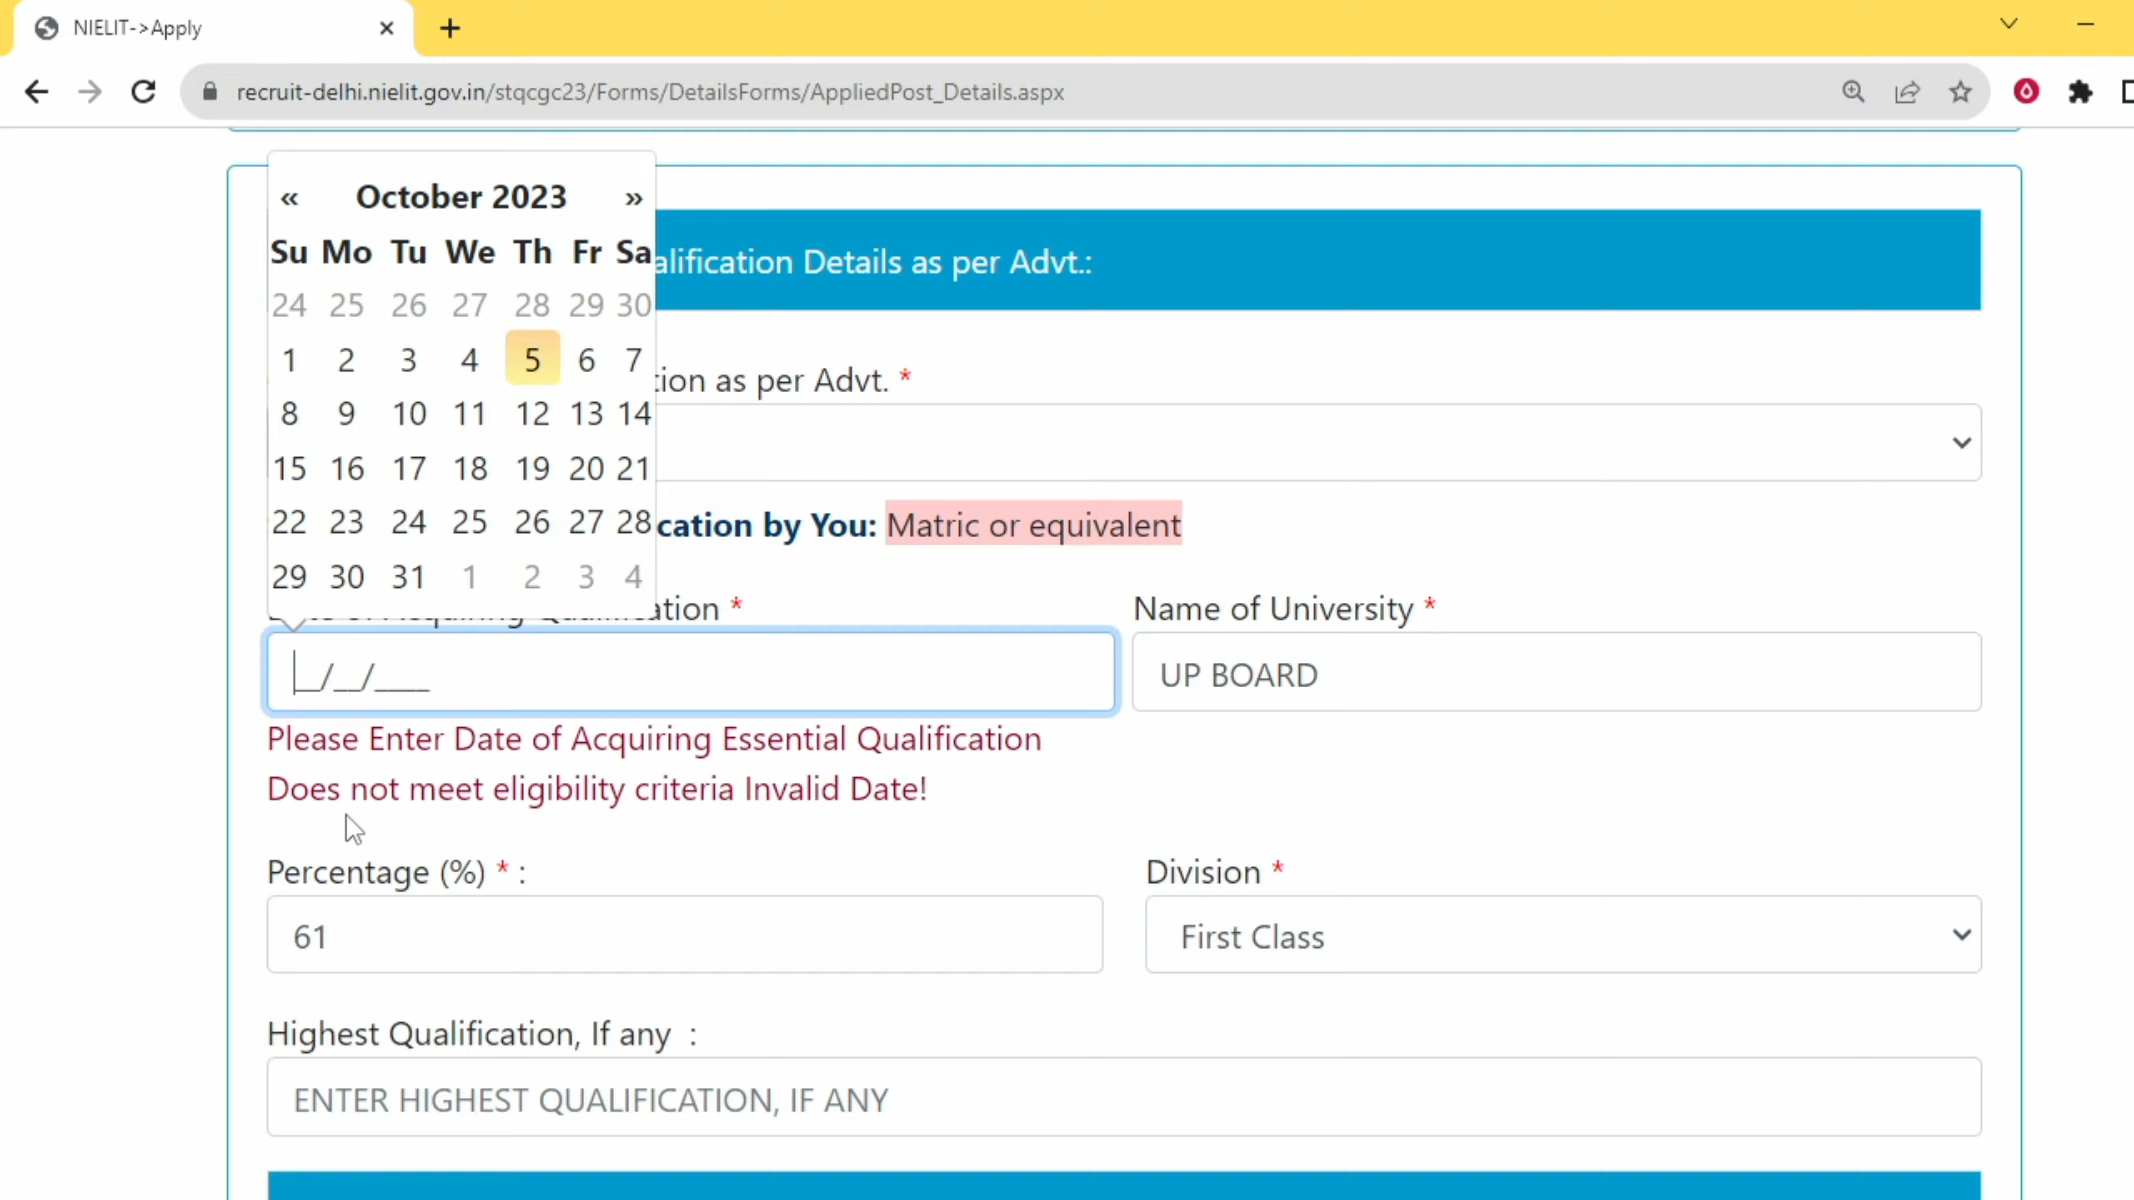 NIELIT->Apply
recruit-delhi.nielit.gov.in/stqcgc23/Forms/DetailsForms/AppliedPost_Details.aspx
« October 2023 »
Su Mo Tu We Th Fr Sa
24 25 26 27 28 29 30
1 2 3 4 5 6 7
8 9 10 11 12 13 14
15 16 17 18 19 20 21
22 23 24 25 26 27 28
29 30 31 1 2 3 4
alification Details as per Advt.:
tion as per Advt. *
cation by You: Matric or equivalent
Date of Acquiring Qualification *
__/__/____
Please Enter Date of Acquiring Essential Qualification
Does not meet eligibility criteria Invalid Date!
Name of University *
UP BOARD
Percentage (%) * :
61
Division *
First Class
Highest Qualification, If any :
ENTER HIGHEST QUALIFICATION, IF ANY